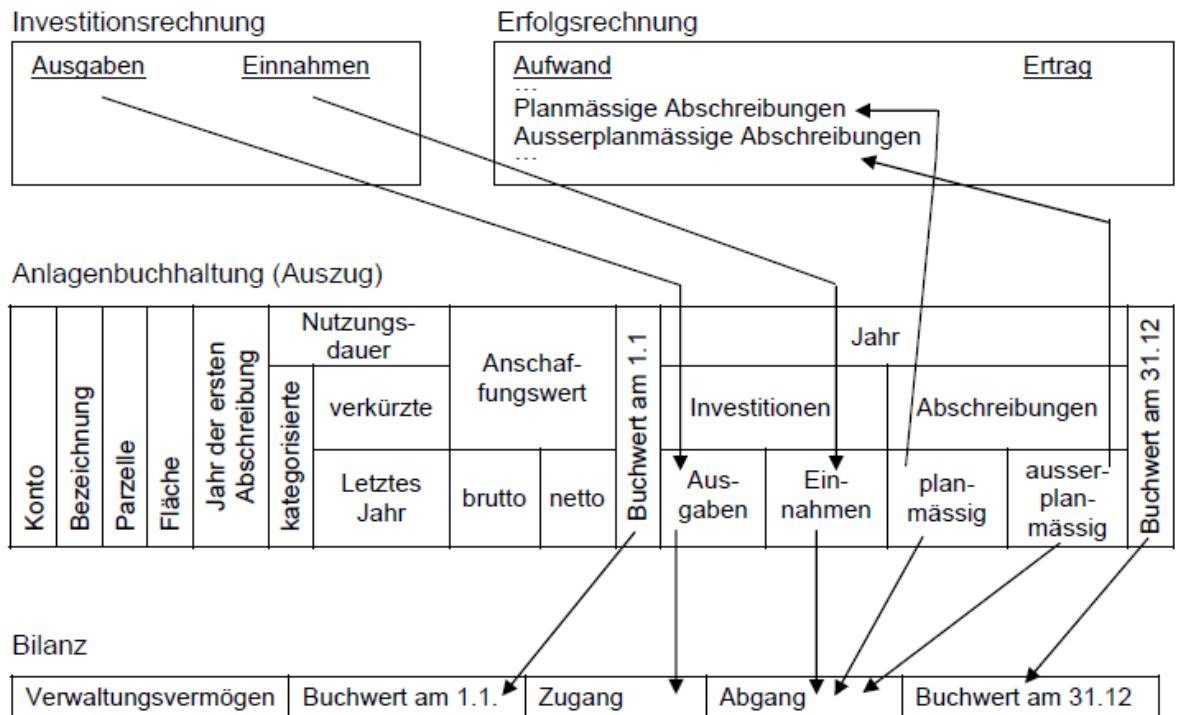 Investitionsrechnung
Erfolgsrechnung
Ausgaben Einnahmen
Aufwand Ertrag
...
Planmässige Abschreibungen
Ausserplanmässige Abschreibungen
...
Anlagenbuchhaltung (Auszug)
Konto
Bezeichnung
Parzelle
Fläche
Jahr der ersten
Abschreibung
Nutzungs-
dauer
kategorisierte
verkürzte
Letztes
Jahr
Anschaf-
fungswert
brutto
netto
Buchwert am 1.1
Jahr
Investitionen
Abschreibungen
Aus-
gaben
Ein-
nahmen
plan-
mässig
ausser-
plan-
mässig
Buchwert am 31.12
Bilanz
Verwaltungsvermögen Buchwert am 1.1. Zugang Abgang Buchwert am 31.12